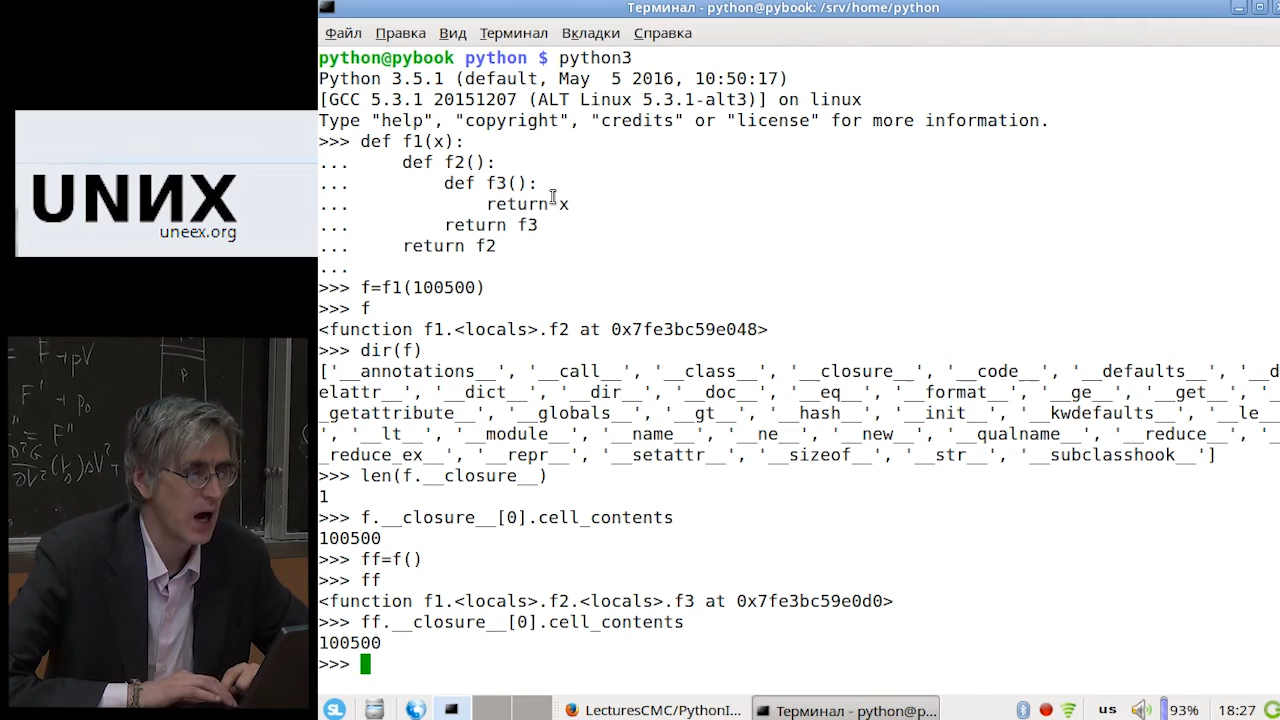 Терминал - python@pybook: /srv/home/python
Файл Правка Вид Терминал Вкладки Справка
python@pybook python $ python3
Python 3.5.1 (default, May  5 2016, 10:50:17)
[GCC 5.3.1 20151207 (ALT Linux 5.3.1-alt3)] on linux
Type "help", "copyright", "credits" or "license" for more information.
>>> def f1(x):
...     def f2():
...         def f3():
...             return x
...         return f3
...     return f2
...
>>> f=f1(100500)
>>> f
<function f1.<locals>.f2 at 0x7fe3bc59e048>
>>> dir(f)
['__annotations__', '__call__', '__class__', '__closure__', '__code__', '__defaults__', '__d
elattr__', '__dict__', '__dir__', '__doc__', '__eq__', '__format__', '__ge__', '__get__', '_
_getattribute__', '__globals__', '__gt__', '__hash__', '__init__', '__kwdefaults__', '__le__
', '__lt__', '__module__', '__name__', '__ne__', '__new__', '__qualname__', '__reduce__', '_
_reduce_ex__', '__repr__', '__setattr__', '__sizeof__', '__str__', '__subclasshook__']
>>> len(f.__closure__)
1
>>> f.__closure__[0].cell_contents
100500
>>> ff=f()
>>> ff
<function f1.<locals>.f2.<locals>.f3 at 0x7fe3bc59e0d0>
>>> ff.__closure__[0].cell_contents
100500
>>>
UNИX
uneex.org
F → pV
P
F' → p₀
= F"
SL
LecturesCMC/PythonI...
Терминал - python@p...
us
93%
18:27